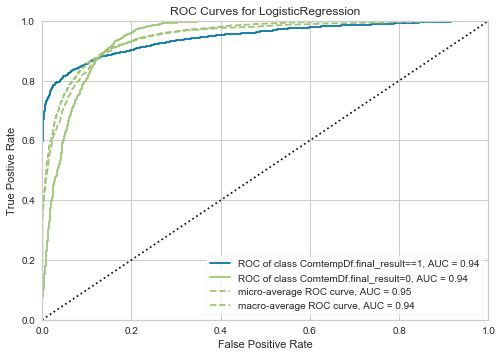 ROC Curves for LogisticRegression
1.0
0.8
0.6
0.4
0.2
0.0
True Postive Rate
ROC of class ComtempDf.final_result==1, AUC = 0.94
ROC of class ComtemDf.final_result=0, AUC = 0.94
micro-average ROC curve, AUC = 0.95
macro-average ROC curve, AUC = 0.94
0.0 0.2 0.4 0.6 0.8 1.0
False Positive Rate